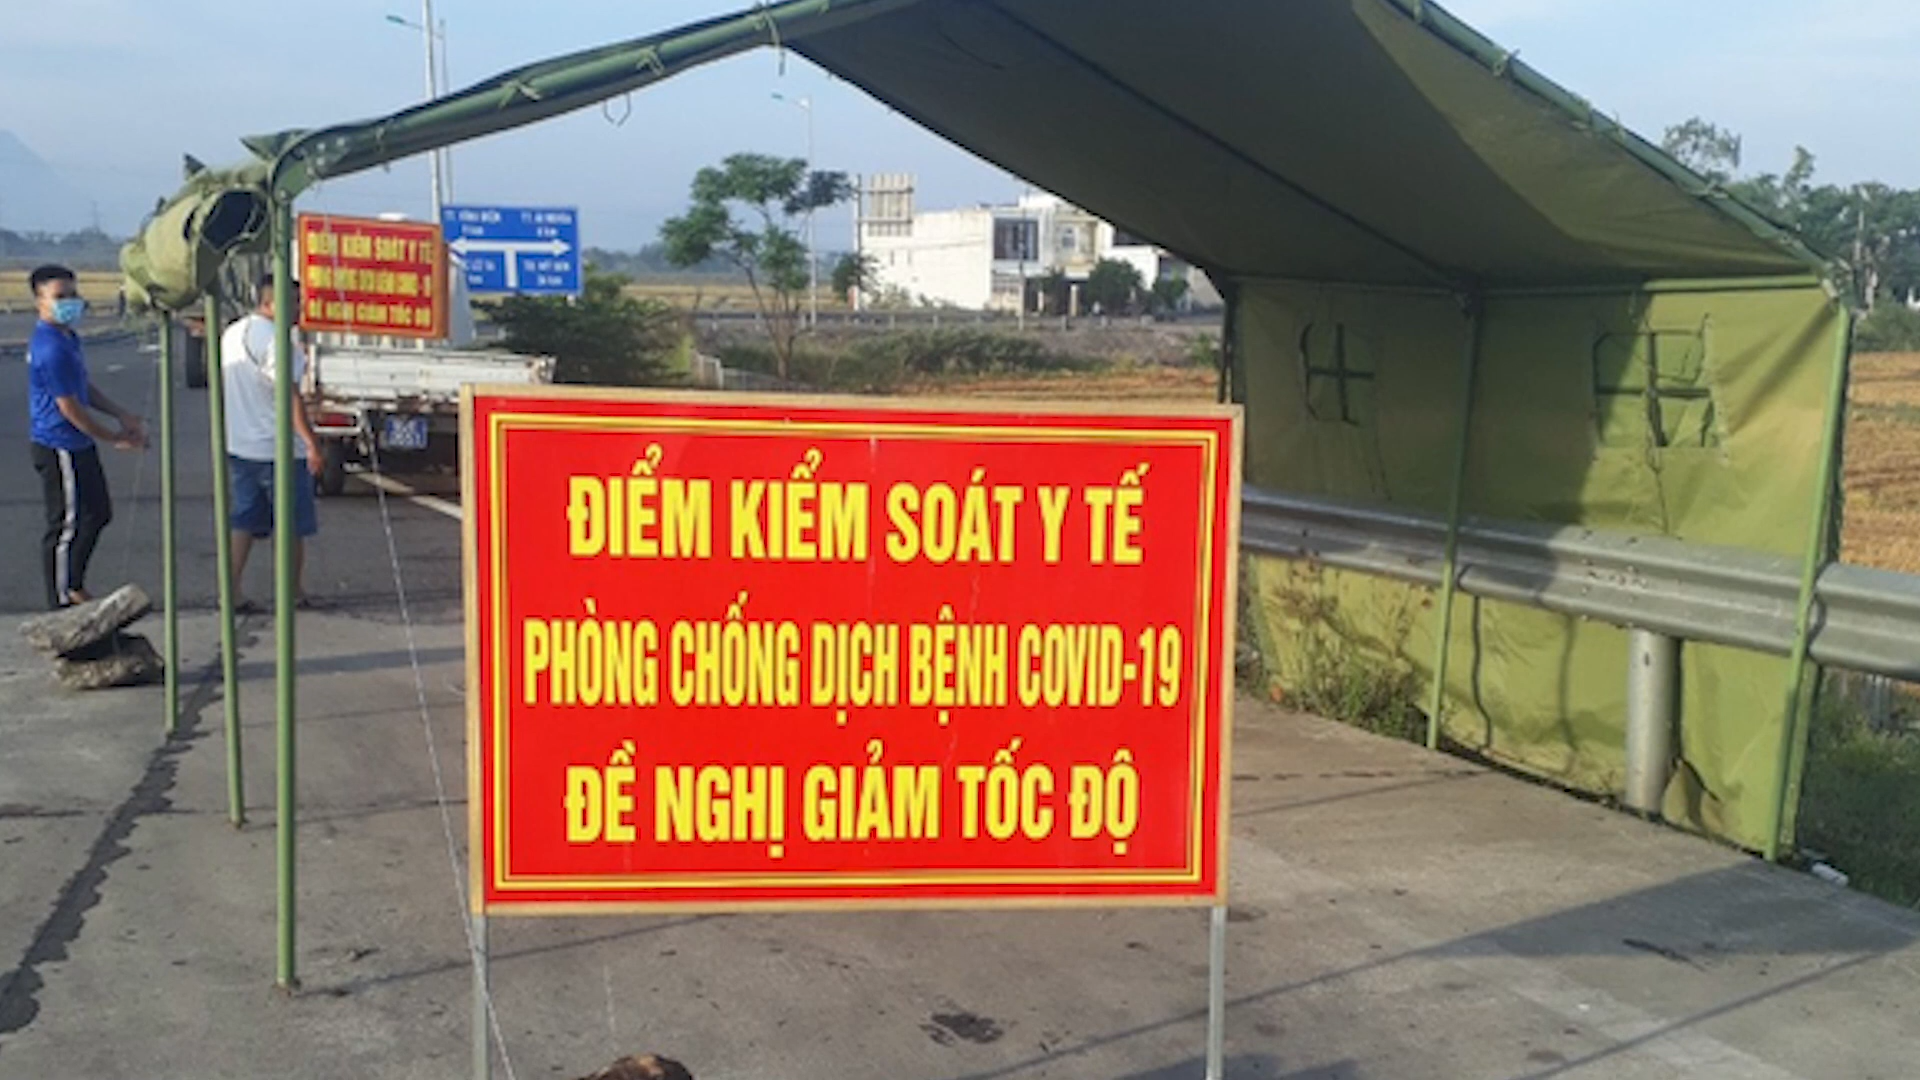 ĐIỂM KIỂM SOÁT Y TẾ
PHÒNG CHỐNG DỊCH BỆNH COVID-19
ĐỀ NGHỊ GIẢM TỐC ĐỘ
ĐIỂM KIỂM SOÁT Y TẾ
PHÒNG CHỐNG DỊCH BỆNH COVID-19
ĐỀ NGHỊ GIẢM TỐC ĐỘ